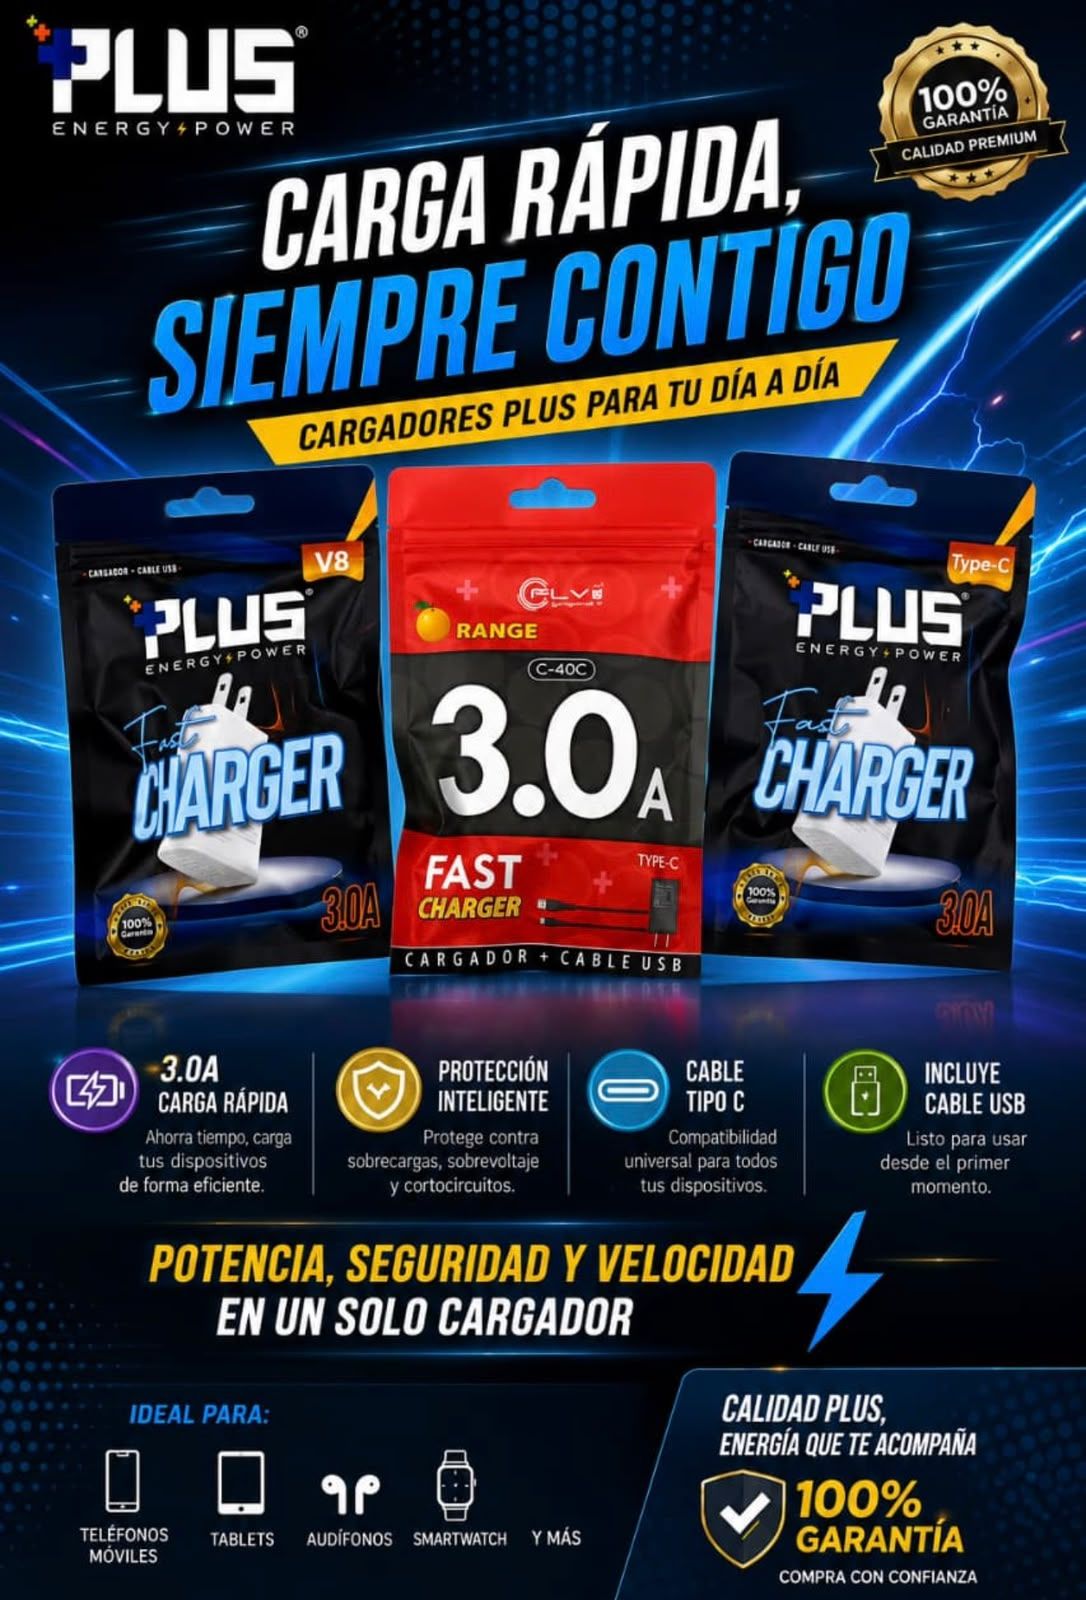 PLUS®
ENERGY POWER
100%
GARANTÍA
CALIDAD PREMIUM
CARGA RÁPIDA,
SIEMPRE CONTIGO
CARGADORES PLUS PARA TU DÍA A DÍA
CARGADOR - CABLE USB
V8
PLUS
ENERGY POWER
Fast
CHARGER
100%
Garantía
3.0A
RANGE
C-40C
3.0A
FAST
CHARGER
TYPE-C
CARGADOR + CABLE USB
CARGADOR - CABLE USB
Type-C
PLUS
ENERGY POWER
Fast
CHARGER
100%
Garantía
3.0A
3.0A
CARGA RÁPIDA
Ahorra tiempo, carga
tus dispositivos
de forma eficiente.
PROTECCIÓN
INTELIGENTE
Protege contra
sobrecargas, sobrevoltaje
y cortocircuitos.
CABLE
TIPO C
Compatibilidad
universal para todos
tus dispositivos.
INCLUYE
CABLE USB
Listo para usar
desde el primer
momento.
POTENCIA, SEGURIDAD Y VELOCIDAD
EN UN SOLO CARGADOR
IDEAL PARA:
TELÉFONOS
MÓVILES
TABLETS
AUDÍFONOS
SMARTWATCH
Y MÁS
CALIDAD PLUS,
ENERGÍA QUE TE ACOMPAÑA
100%
GARANTÍA
COMPRA CON CONFIANZA